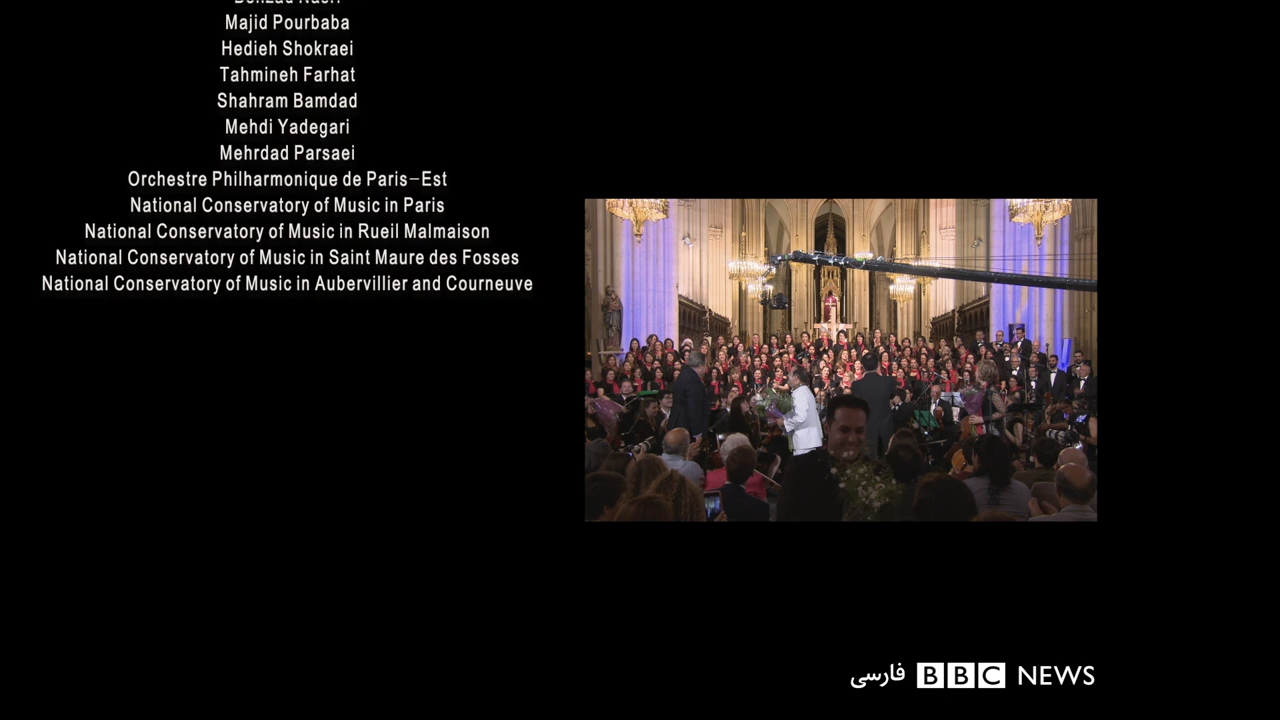 Majid Pourbaba
Hedieh Shokraei
Tahmineh Farhat
Shahram Bamdad
Mehdi Yadegari
Mehrdad Parsaei
Orchestre Philharmonique de Paris–Est
National Conservatory of Music in Paris
National Conservatory of Music in Rueil Malmaison
National Conservatory of Music in Saint Maure des Fosses
National Conservatory of Music in Aubervillier and Courneuve
فارسی BBC NEWS